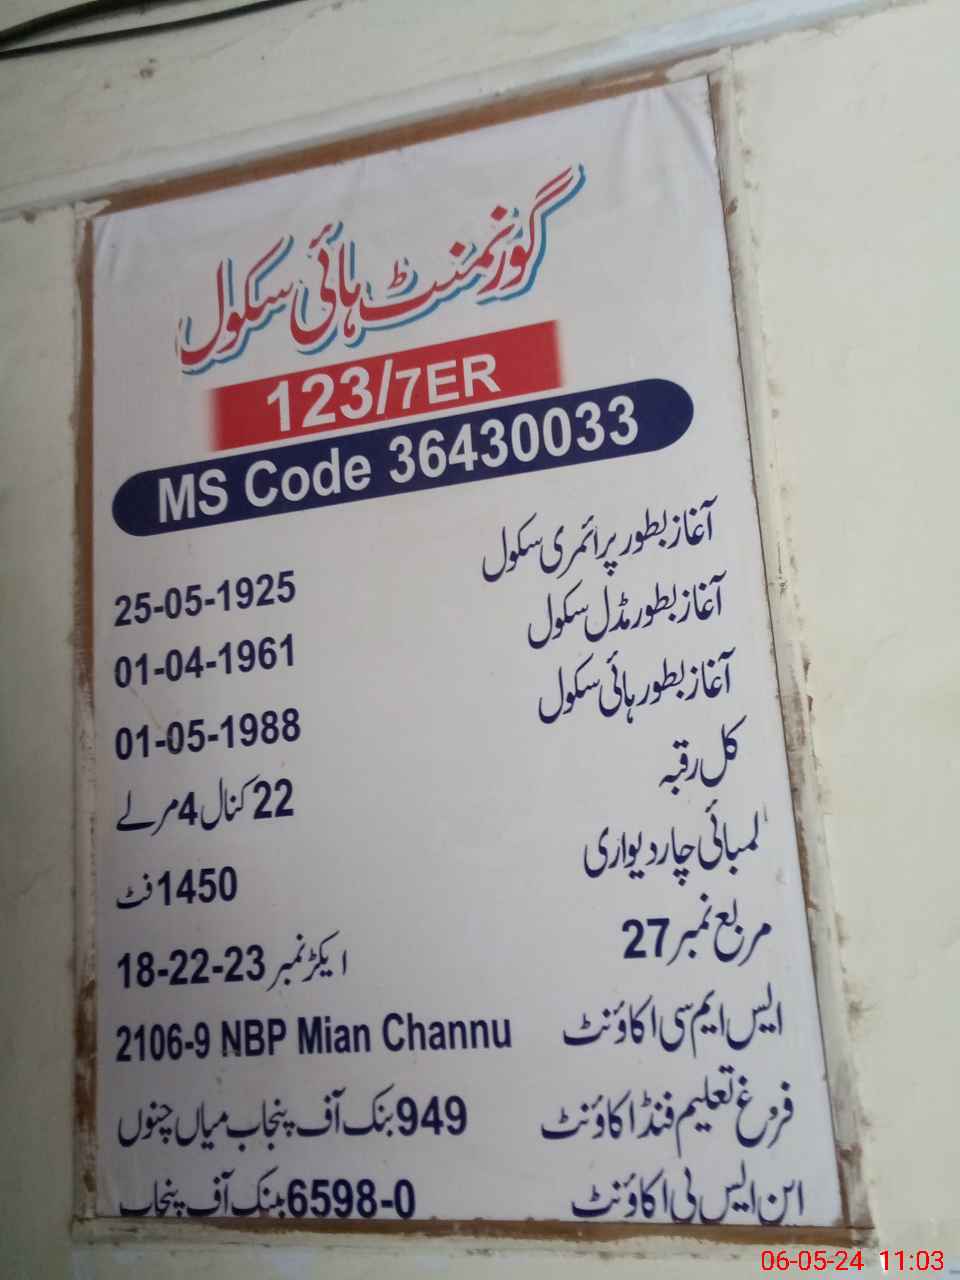 گورنمنٹ ہائی سکول
123/7ER
MS Code 36430033
آغاز بطور پرائمری سکول 25-05-1925
آغاز بطور مڈل سکول 01-04-1961
آغاز بطور ہائی سکول 01-05-1988
کل رقبہ 22 کنال 4 مرلے
لمبائی چار دیواری 1450 فٹ
مربع نمبر 27 ایکڑ نمبر 23-22-18
ایس ایم سی اکاؤنٹ 2106-9 NBP Mian Channu
فروغ تعلیم فنڈ اکاؤنٹ 949 بنک آف پنجاب میاں چنوں
این ایس بی اکاؤنٹ 6598-0 بینک آف پنجاب
06-05-24 11:03